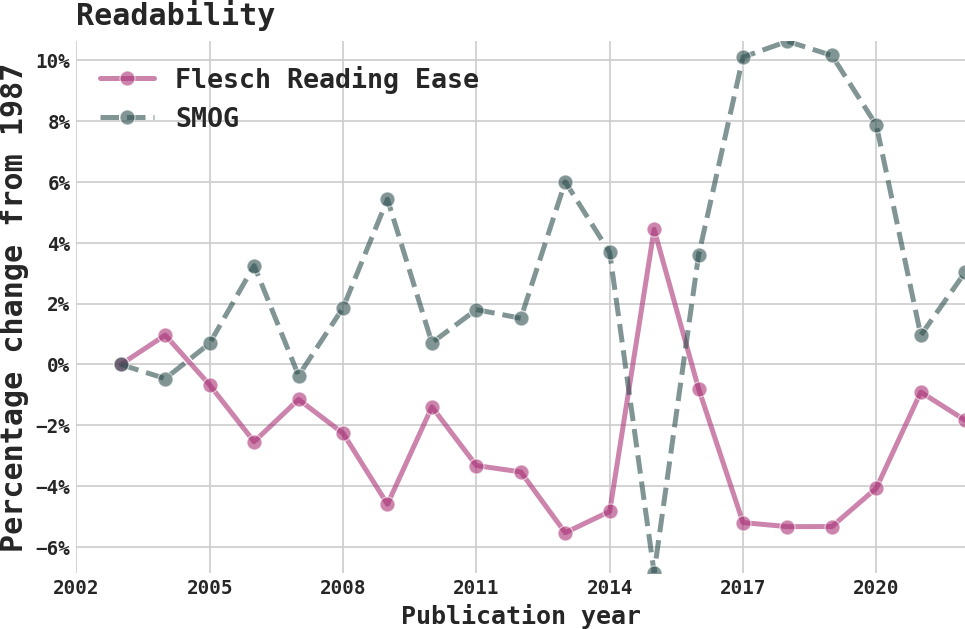 Readability
Percentage change from 1987
10%
8%
6%
4%
2%
0%
−2%
−4%
−6%
Flesch Reading Ease
SMOG
2002 2005 2008 2011 2014 2017 2020
Publication year